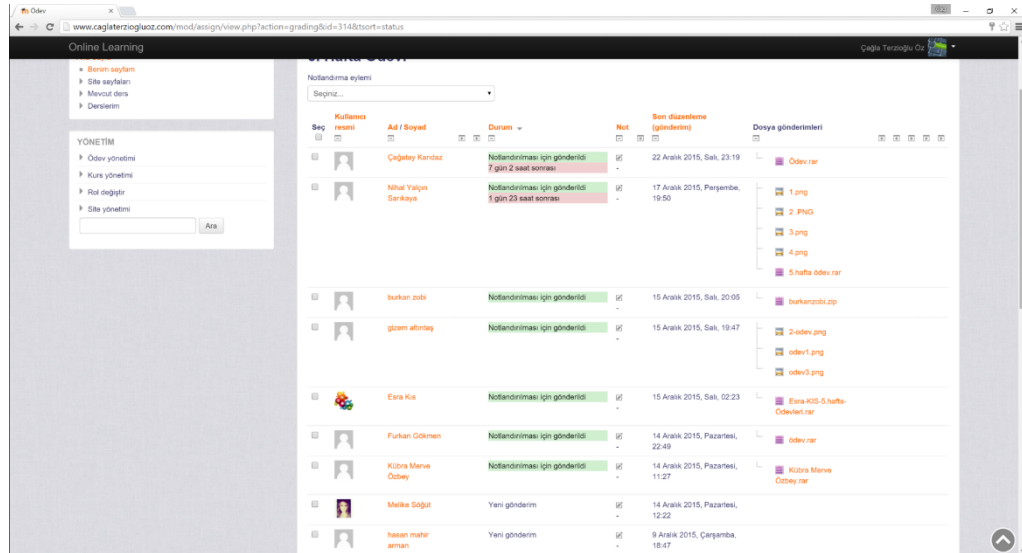 Ödev
www.caglaterziogluoz.com/mod/assign/view.php?action=grading&id=314&tsort=status
Online Learning
Çağla Terzioğlu Öz
Benim sayfam
Site sayfaları
Mevcut ders
Derslerim
YÖNETİM
Ödev yönetimi
Kurs yönetimi
Rol değiştir
Site yönetimi
Ara
Notlandırma eylemi
Seçiniz...
Seç
Kullanıcı
resmi
Ad / Soyad
Durum
Not
Son düzenleme
(gönderim)
Dosya gönderimleri
Çağatay Karıdaz
Notlandırılması için gönderildi
7 gün 2 saat sonrası
-
22 Aralık 2015, Salı, 23:19
Ödev.rar
Nihal Yalçın
Sarıkaya
Notlandırılması için gönderildi
1 gün 23 saat sonrası
-
17 Aralık 2015, Perşembe,
19:50
1.png
2 .PNG
3.png
4.png
5.hafta ödev.rar
burkan zobi
Notlandırılması için gönderildi
-
15 Aralık 2015, Salı, 20:05
burkanzobi.zip
gizem altıntaş
Notlandırılması için gönderildi
-
15 Aralık 2015, Salı, 19:47
2-odev.png
odev1.png
odev3.png
Esra Kıs
Notlandırılması için gönderildi
-
15 Aralık 2015, Salı, 02:23
Esra-KIS-5.hafta-
Ödevleri.rar
Furkan Gökmen
Notlandırılması için gönderildi
-
14 Aralık 2015, Pazartesi,
22:49
ödev.rar
Kübra Merve
Özbey
Notlandırılması için gönderildi
-
14 Aralık 2015, Pazartesi,
11:27
Kübra Merve
Özbey.rar
Melike Söğüt
Yeni gönderim
-
14 Aralık 2015, Pazartesi,
12:22
hasan mahir
arman
Yeni gönderim
-
9 Aralık 2015, Çarşamba,
18:47